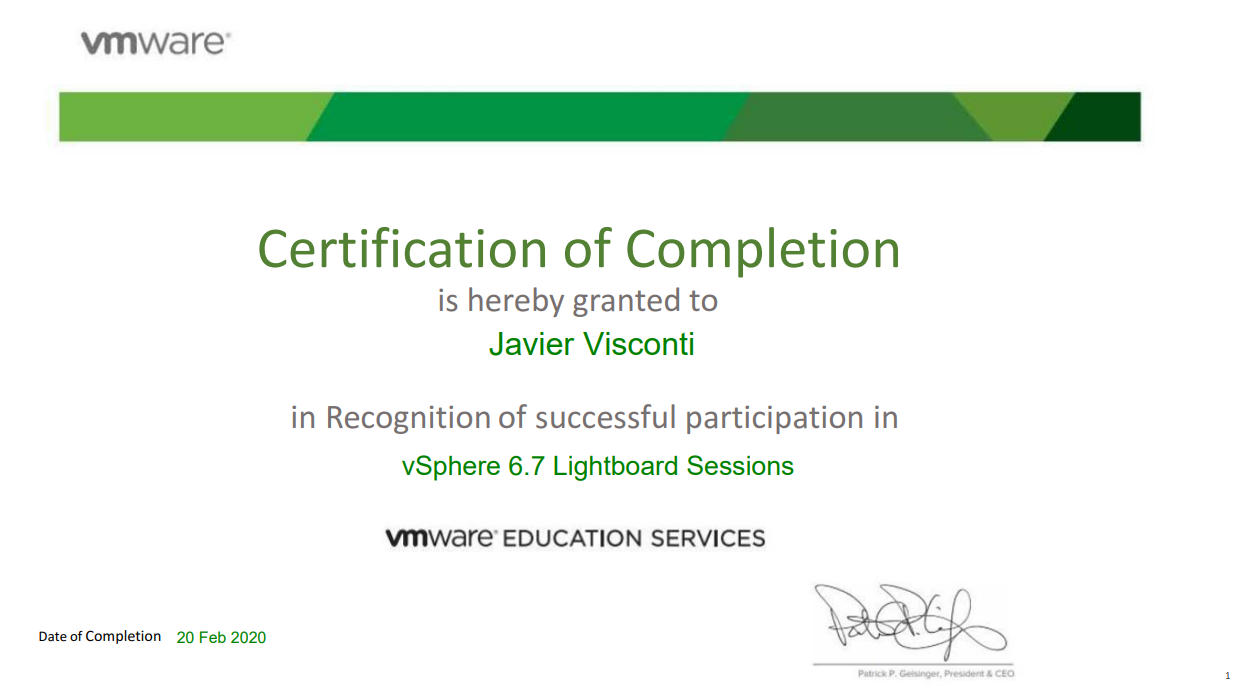 vmware®
Certification of Completion
is hereby granted to
Javier Visconti
in Recognition of successful participation in
vSphere 6.7 Lightboard Sessions
vmware® EDUCATION SERVICES
Date of Completion 20 Feb 2020
Patrick P. Gelsinger, President & CEO
1